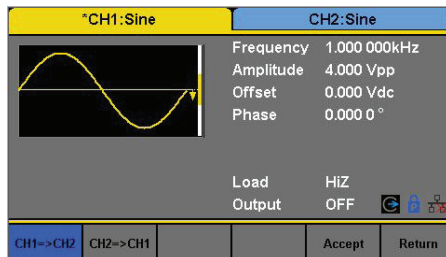 *CH1:Sine CH2:Sine
Frequency 1.000 000kHz
Amplitude 4.000 Vpp
Offset 0.000 Vdc
Phase 0.000 0 °
Load HiZ
Output OFF
CH1=>CH2 CH2=>CH1 Accept Return